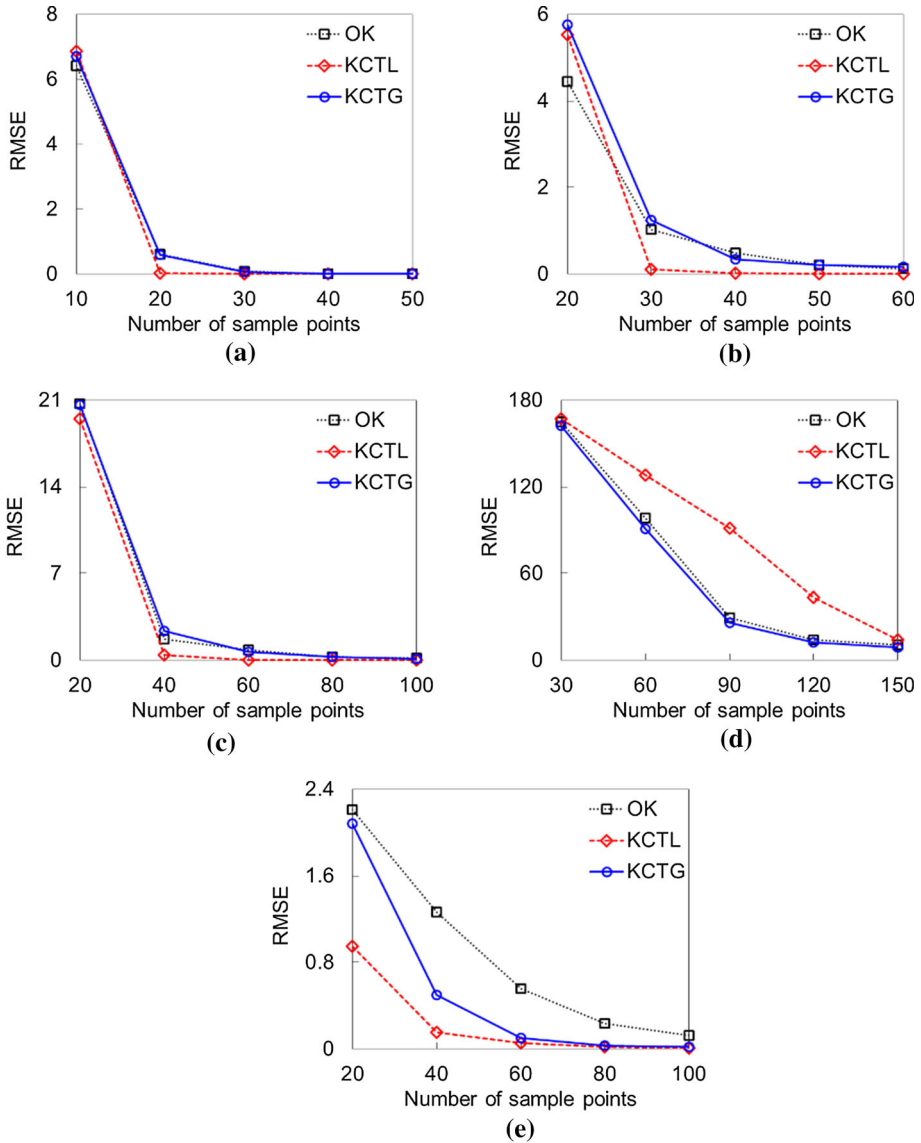 8
6
4
2
0
RMSE
OK
KCTL
KCTG
10 20 30 40 50
Number of sample points
(a)
6
4
2
0
RMSE
OK
KCTL
KCTG
20 30 40 50 60
Number of sample points
(b)
21
14
7
0
RMSE
OK
KCTL
KCTG
20 40 60 80 100
Number of sample points
(c)
180
120
60
0
RMSE
OK
KCTL
KCTG
30 60 90 120 150
Number of sample points
(d)
2.4
1.6
0.8
0
RMSE
OK
KCTL
KCTG
20 40 60 80 100
Number of sample points
(e)